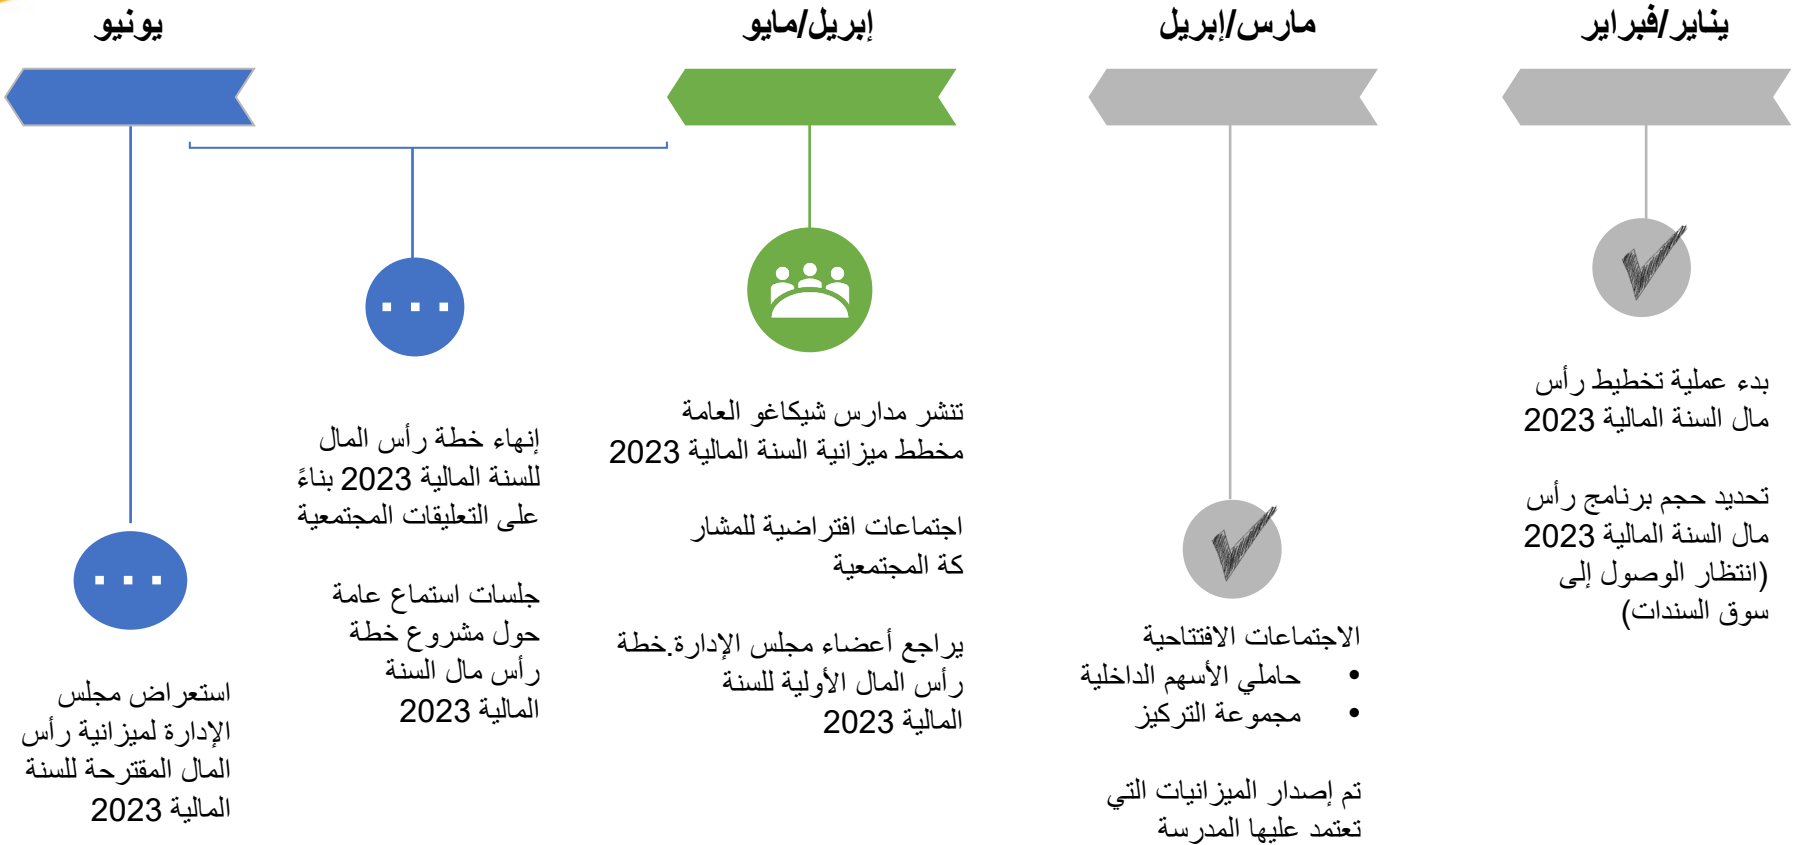 يناير/فبراير
بدء عملية تخطيط رأس
مال السنة المالية 2023
تحديد حجم برنامج رأس
مال السنة المالية 2023
(انتظار الوصول إلى
سوق السندات)
مارس/إبريل
الاجتماعات الافتتاحية
• حاملي الأسهم الداخلية
• مجموعة التركيز
تم إصدار الميزانيات التي
تعتمد عليها المدرسة
إبريل/مايو
تنشر مدارس شيكاغو العامة
مخطط ميزانية السنة المالية 2023
اجتماعات افتراضية للمشار
كة المجتمعية
يراجع أعضاء مجلس الإدارة.خطة
رأس المال الأولية للسنة
المالية 2023
إنهاء خطة رأس المال
للسنة المالية 2023 بناءً
على التعليقات المجتمعية
جلسات استماع عامة
حول مشروع خطة
رأس مال السنة
المالية 2023
يونيو
استعراض مجلس
الإدارة لميزانية رأس
المال المقترحة للسنة
المالية 2023